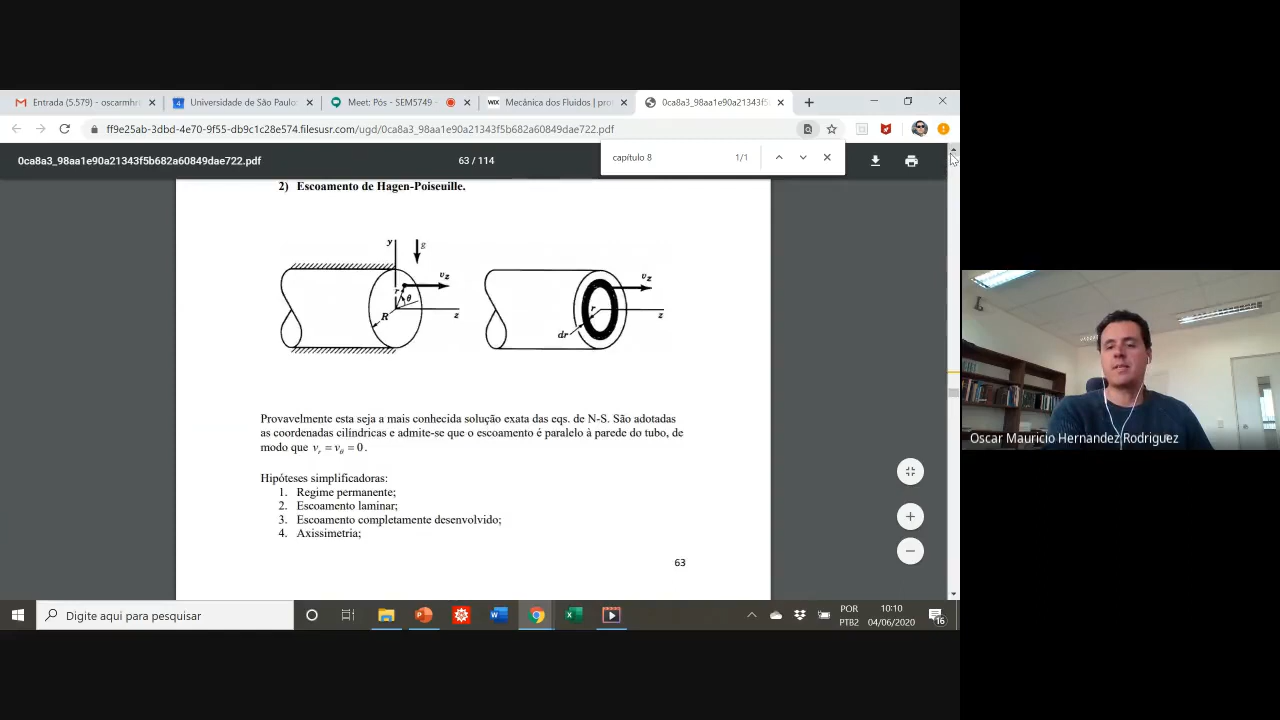 Entrada (5.579) - oscarmh
Universidade de São Paulo
Meet: Pós - SEM5749 -
WIX Mecânica dos Fluidos | pro
0ca8a3_98aa1e90a21343f5
ff9e25ab-3dbd-4e70-9f55-dd9c1c28e574.filesusr.com/ugd/0ca8a3_98aa1e90a21343f5b682a60849dae722.pdf
0ca8a3_98aa1e90a21343f5b682a60849dae722.pdf
63 / 114
capítulo 8
1/1
2) Escoamento de Hagen-Poiseuille.
y
g
vz
r
θ
R
z
vz
r
z
dr
Provavelmente esta seja a mais conhecida solução exata das eqs. de N-S. São adotadas
as coordenadas cilíndricas e admite-se que o escoamento é paralelo à parede do tubo, de
modo que vr = vθ = 0.
Hipóteses simplificadoras:
1. Regime permanente;
2. Escoamento laminar;
3. Escoamento completamente desenvolvido;
4. Axissimetria;
63
Oscar Mauricio Hernandez Rodriguez
Digite aqui para pesquisar
POR
PTB2
10:10
04/06/2020
16